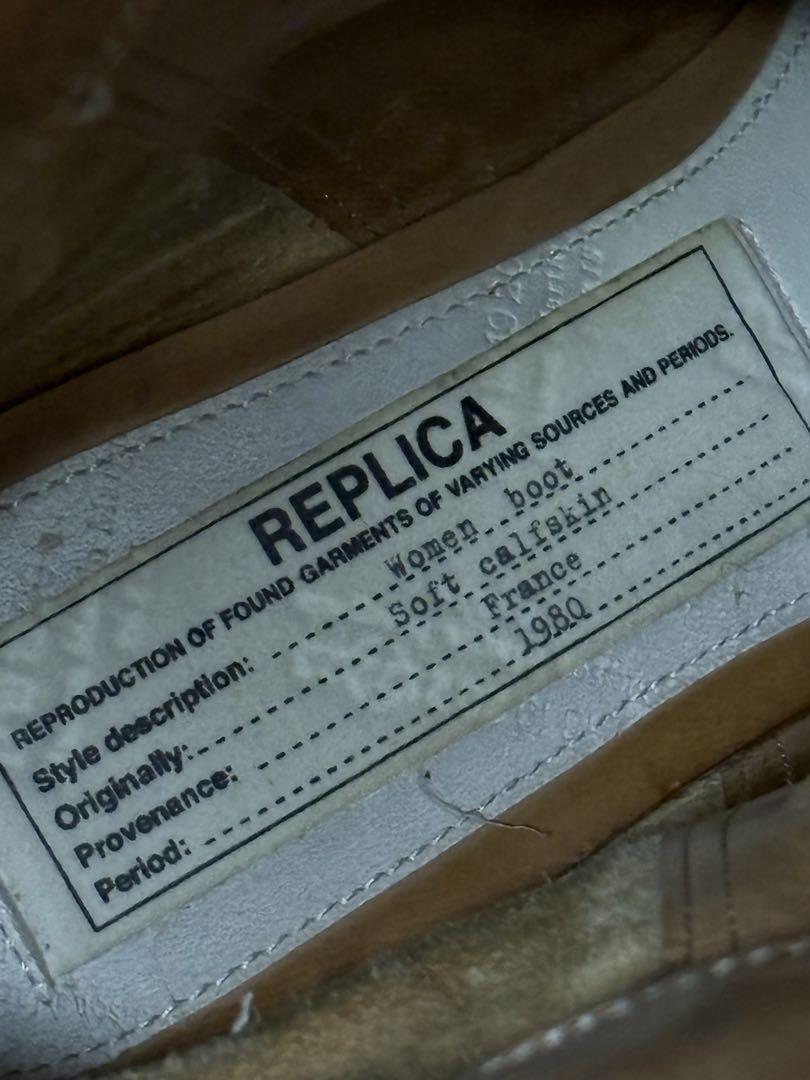 REPLICA
REPRODUCTION OF FOUND GARMENTS OF VARYING SOURCES AND PERIODS.
Style description: Women boot
Originally: Soft calfskin
Provenance: France
Period: 1980